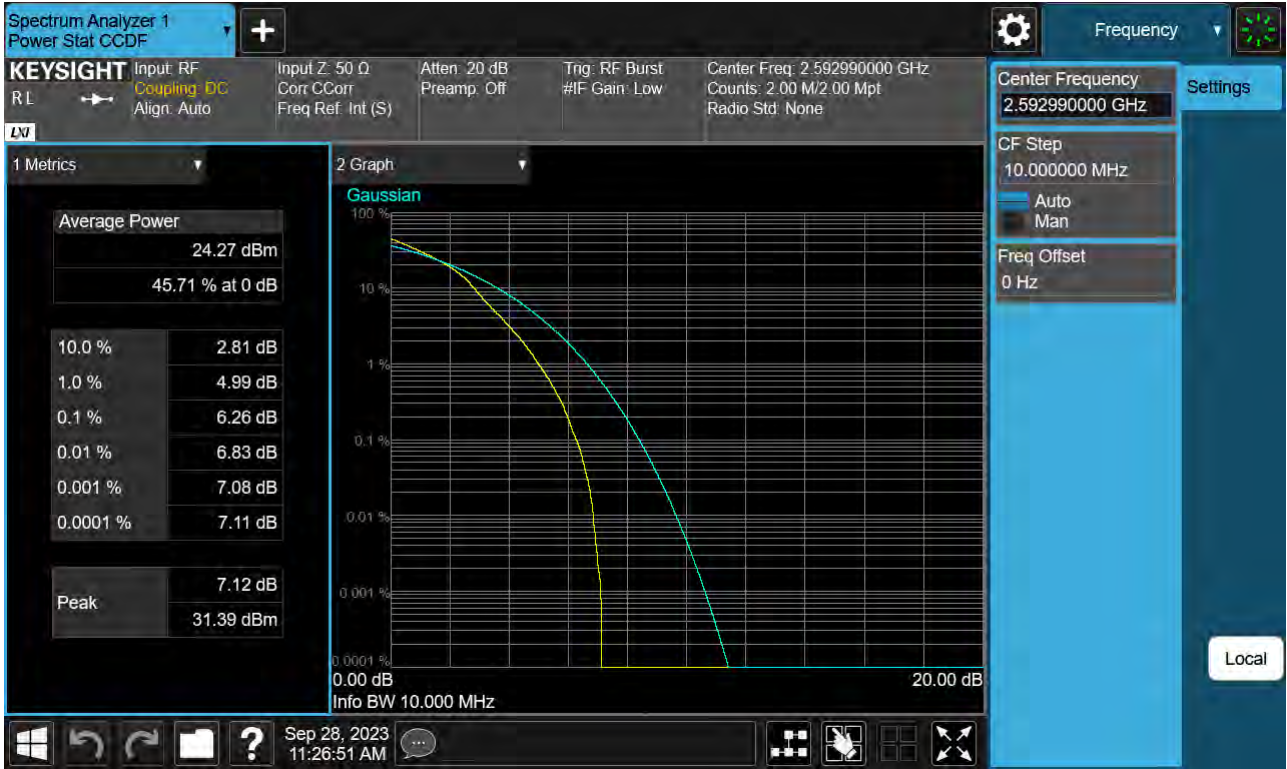 Spectrum Analyzer 1
Power Stat CCDF
Frequency
KEYSIGHT
R L
LXI
Input: RF
Coupling: DC
Align: Auto
Input Z: 50 Ω
Corr CCorr
Freq Ref: Int (S)
Atten: 20 dB
Preamp: Off
Trig: RF Burst
#IF Gain: Low
Center Freq: 2.592990000 GHz
Counts: 2.00 M/2.00 Mpt
Radio Std: None
Center Frequency
2.592990000 GHz
Settings
CF Step
10.000000 MHz
Auto
Man
Freq Offset
0 Hz
Local
1 Metrics
Average Power
24.27 dBm
45.71 % at 0 dB
10.0 % 2.81 dB
1.0 % 4.99 dB
0.1 % 6.26 dB
0.01 % 6.83 dB
0.001 % 7.08 dB
0.0001 % 7.11 dB
Peak
7.12 dB
31.39 dBm
2 Graph
Gaussian
100 %
10 %
1 %
0.1 %
0.01 %
0.001 %
0.0001 %
0.00 dB 20.00 dB
Info BW 10.000 MHz
?
Sep 28, 2023
11:26:51 AM